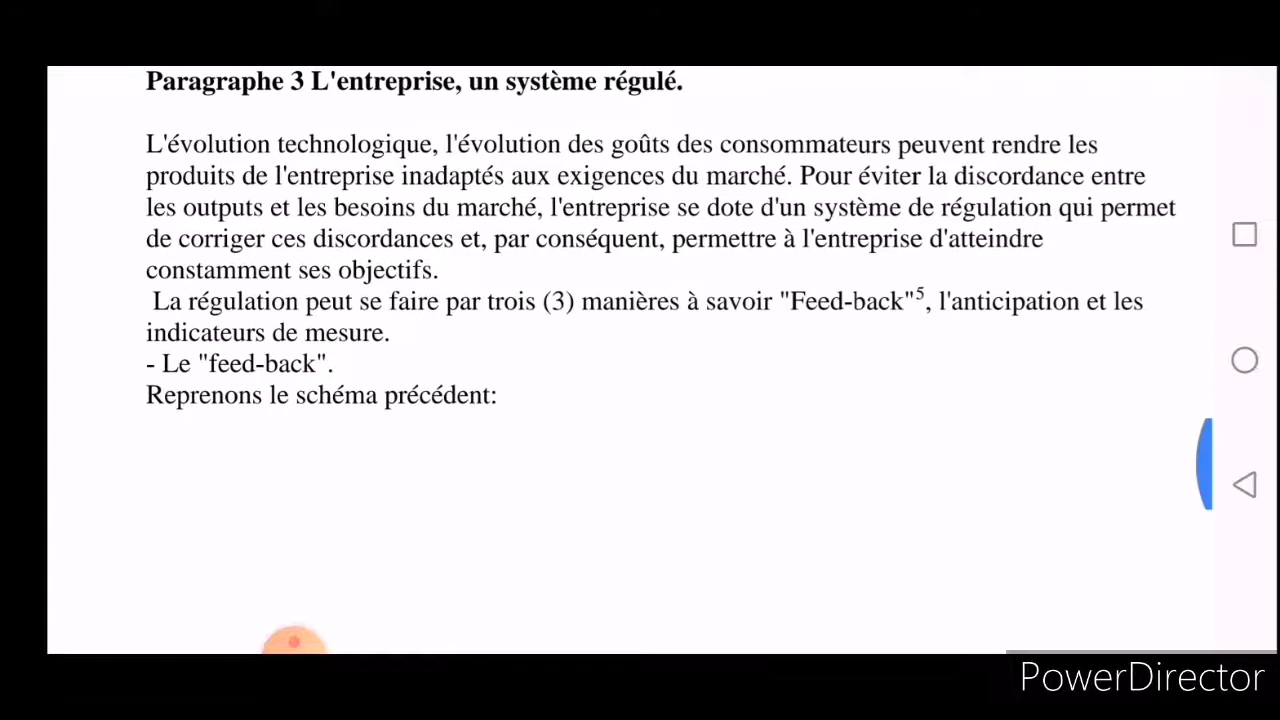 Paragraphe 3 L'entreprise, un système régulé.
L'évolution technologique, l'évolution des goûts des consommateurs peuvent rendre les
produits de l'entreprise inadaptés aux exigences du marché. Pour éviter la discordance entre
les outputs et les besoins du marché, l'entreprise se dote d'un système de régulation qui permet
de corriger ces discordances et, par conséquent, permettre à l'entreprise d'atteindre
constamment ses objectifs.
La régulation peut se faire par trois (3) manières à savoir "Feed-back"⁵, l'anticipation et les
indicateurs de mesure.
- Le "feed-back".
Reprenons le schéma précédent:
PowerDirector